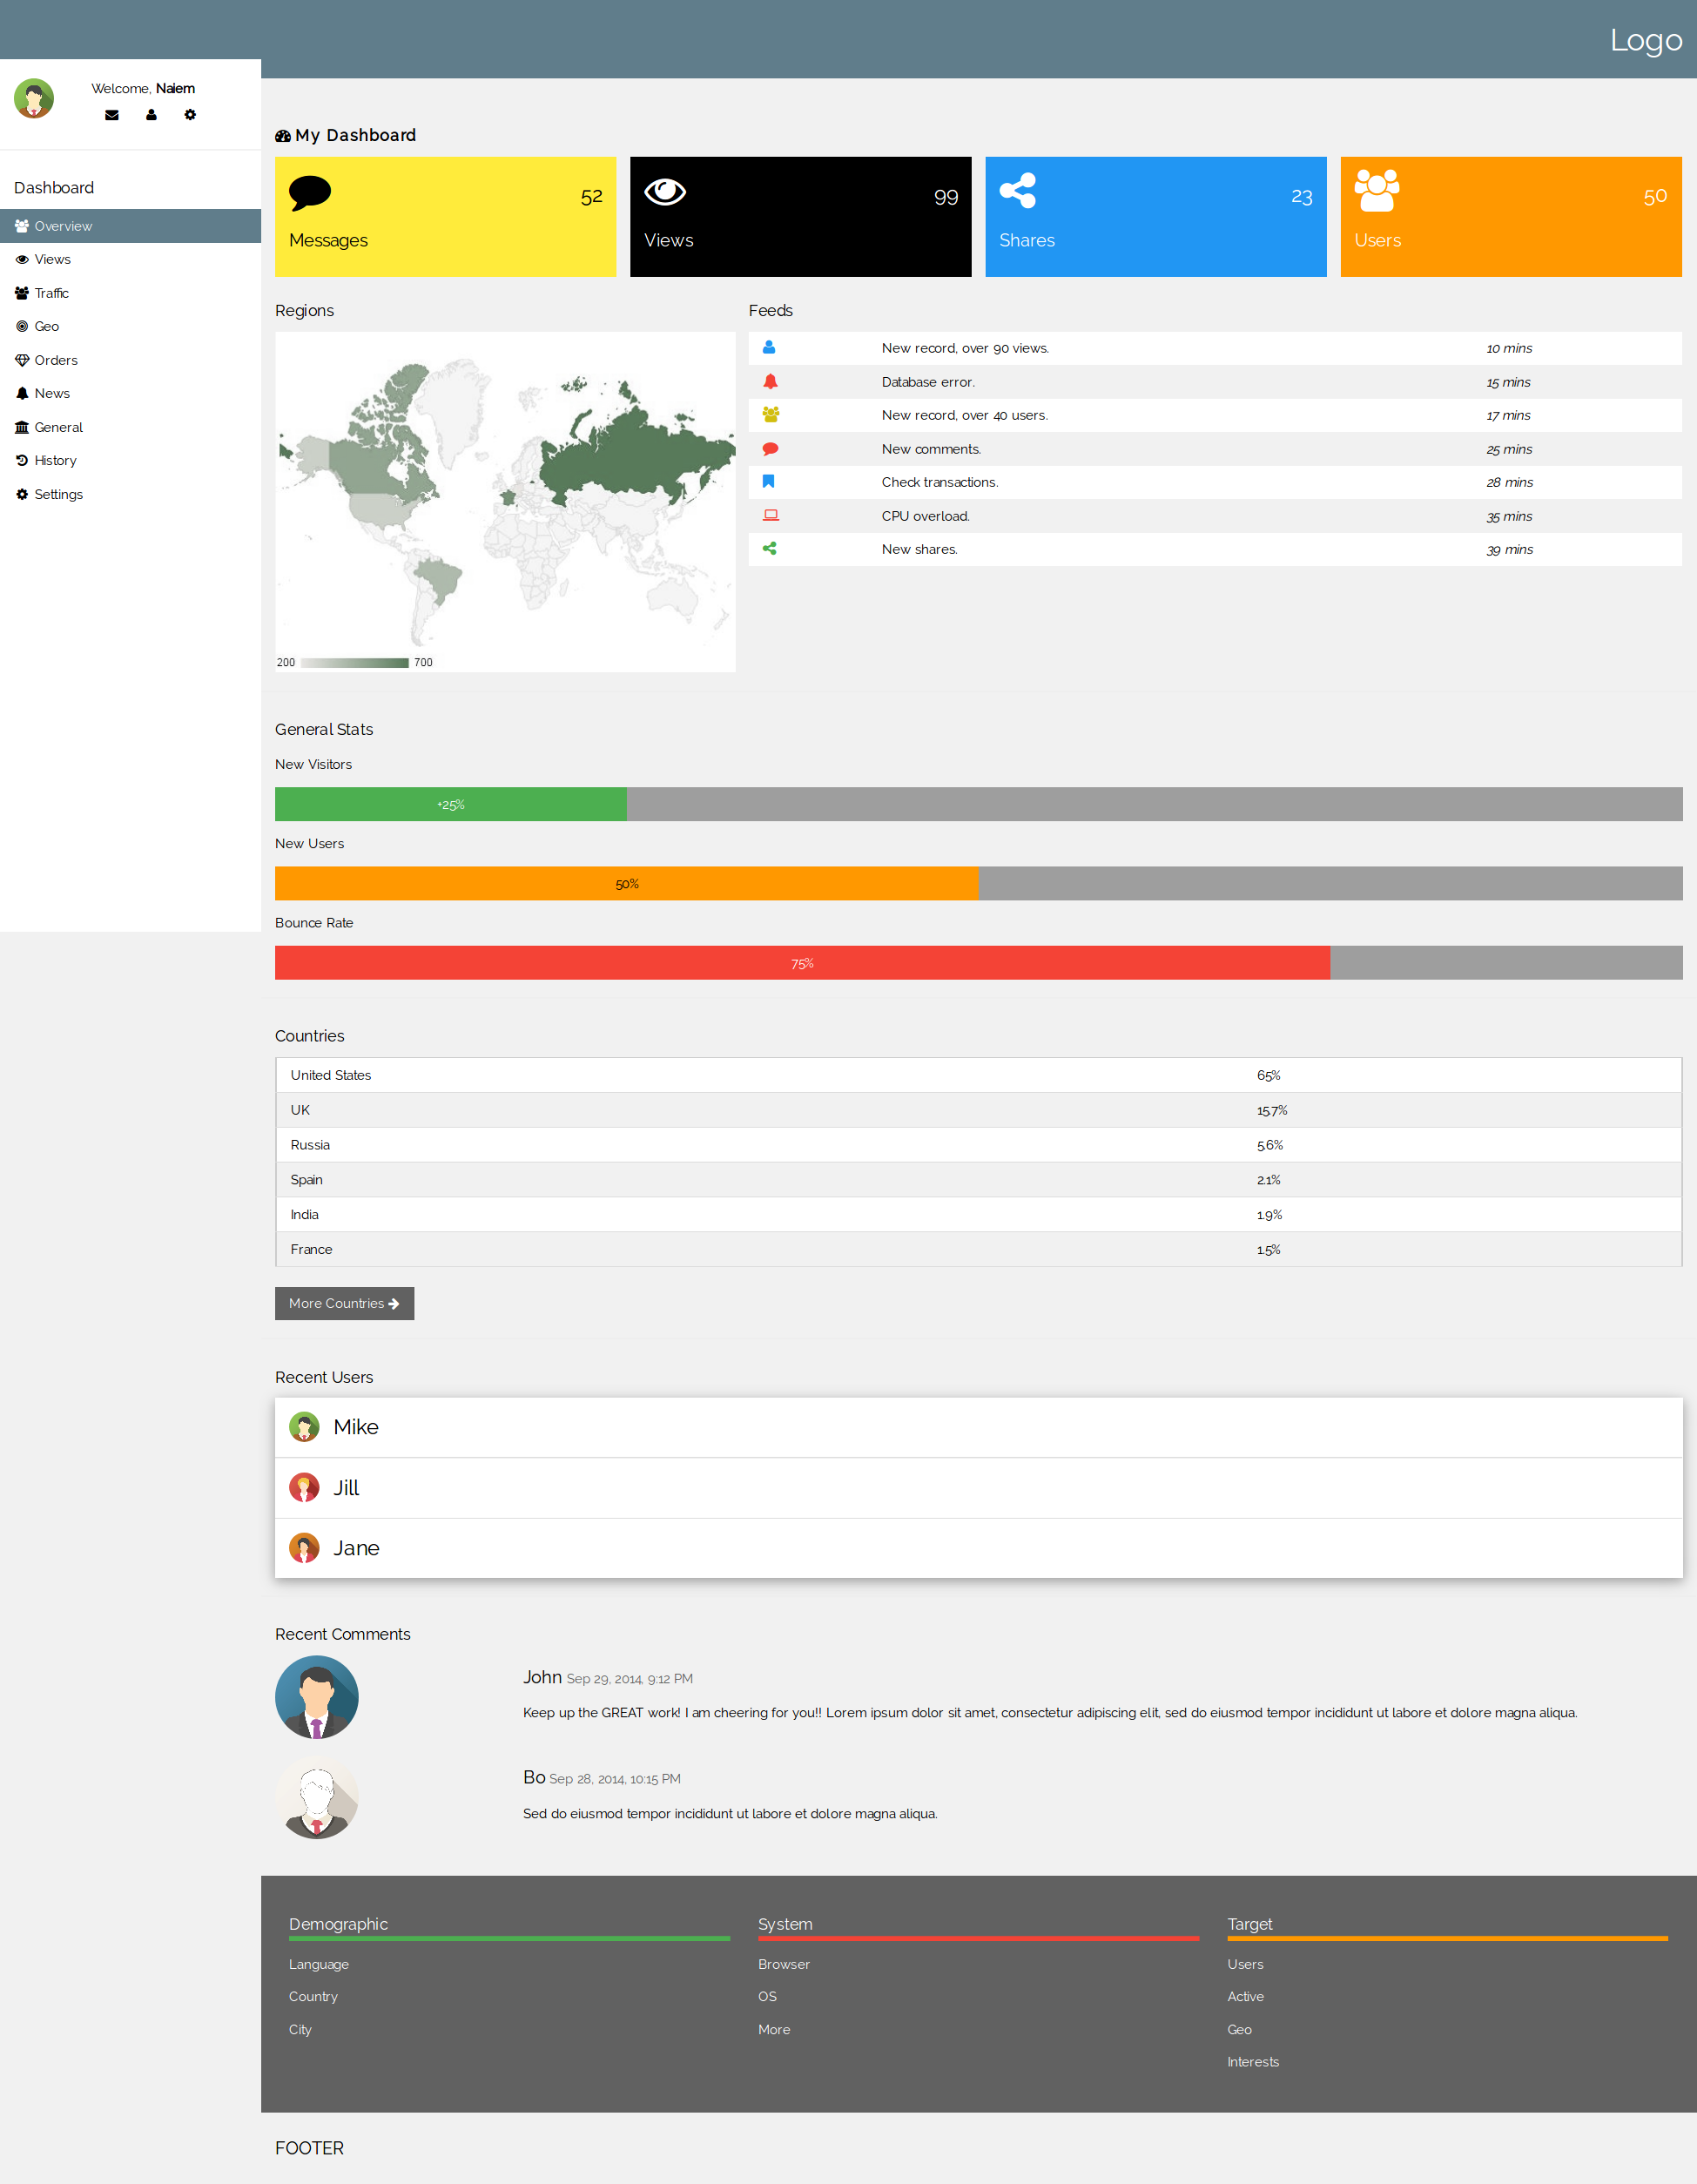 Logo
Welcome, Naiem
Dashboard
Overview
Views
Traffic
Geo
Orders
News
General
History
Settings
My Dashboard
52
Messages
99
Views
23
Shares
50
Users
Regions
200 700
Feeds
New record, over 90 views. 10 mins
Database error. 15 mins
New record, over 40 users. 17 mins
New comments. 25 mins
Check transactions. 28 mins
CPU overload. 35 mins
New shares. 39 mins
General Stats
New Visitors
+25%
New Users
50%
Bounce Rate
75%
Countries
United States 65%
UK 15.7%
Russia 5.6%
Spain 2.1%
India 1.9%
France 1.5%
More Countries
Recent Users
Mike
Jill
Jane
Recent Comments
John Sep 29, 2014, 9:12 PM
Keep up the GREAT work! I am cheering for you!! Lorem ipsum dolor sit amet, consectetur adipiscing elit, sed do eiusmod tempor incididunt ut labore et dolore magna aliqua.
Bo Sep 28, 2014, 10:15 PM
Sed do eiusmod tempor incididunt ut labore et dolore magna aliqua.
Demographic
Language
Country
City
System
Browser
OS
More
Target
Users
Active
Geo
Interests
FOOTER